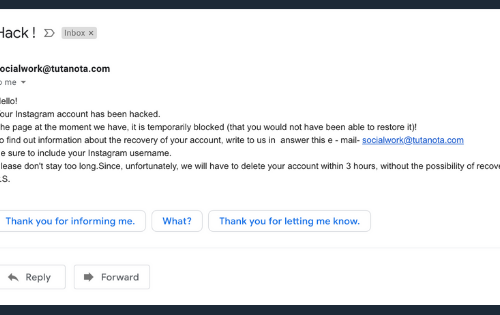 Hack !
Inbox ×
socialwork@tutanota.com
to me
Hello!
Your Instagram account has been hacked.
The page at the moment we have, it is temporarily blocked (that you would not have been able to restore it)!
To find out information about the recovery of your account, write to us in answer this e - mail- socialwork@tutanota.com
Be sure to include your Instagram username.
Please don't stay too long.Since, unfortunately, we will have to delete your account within 3 hours, without the possibility of recove
.S.
Thank you for informing me.
What?
Thank you for letting me know.
Reply
Forward